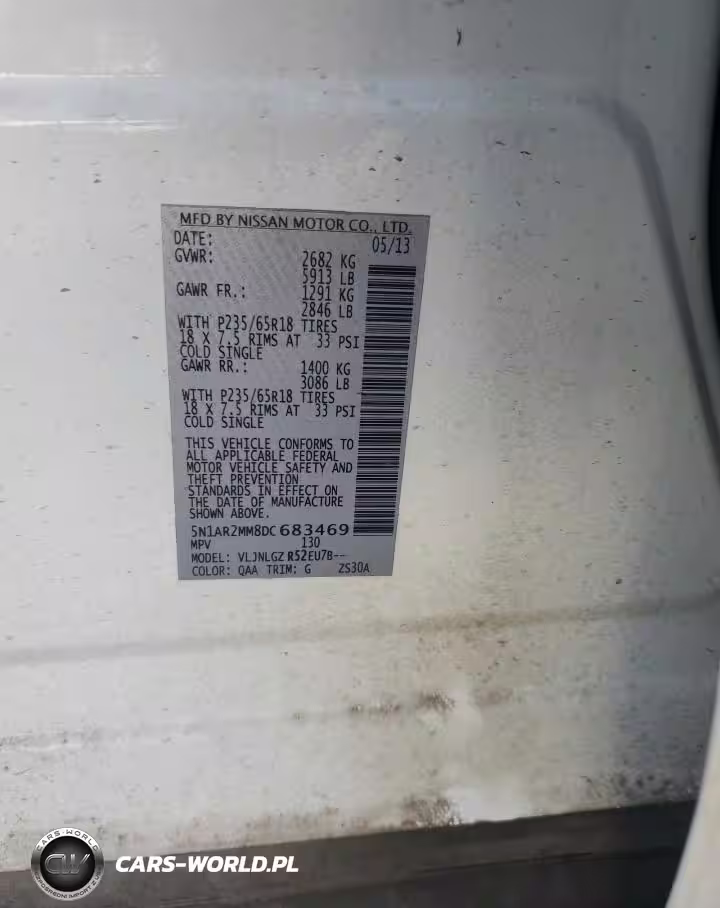 MFD BY NISSAN MOTOR CO., LTD.
DATE: 05/13
GVWR: 2682 KG
5913 LB
GAWR FR.: 1291 KG
2846 LB
WITH P235/65R18 TIRES
18 X 7.5 RIMS AT 33 PSI
COLD SINGLE
GAWR RR.: 1400 KG
3086 LB
WITH P235/65R18 TIRES
18 X 7.5 RIMS AT 33 PSI
COLD SINGLE
THIS VEHICLE CONFORMS TO
ALL APPLICABLE FEDERAL
MOTOR VEHICLE SAFETY AND
THEFT PREVENTION
STANDARDS IN EFFECT ON
THE DATE OF MANUFACTURE
SHOWN ABOVE.
5N1AR2MM8DC683469
MPV 130
MODEL: VLJNLGZ R52EU7B--
COLOR: QAA TRIM: G ZS30A
CARS-WORLD
CW
CARS-WORLD.PL